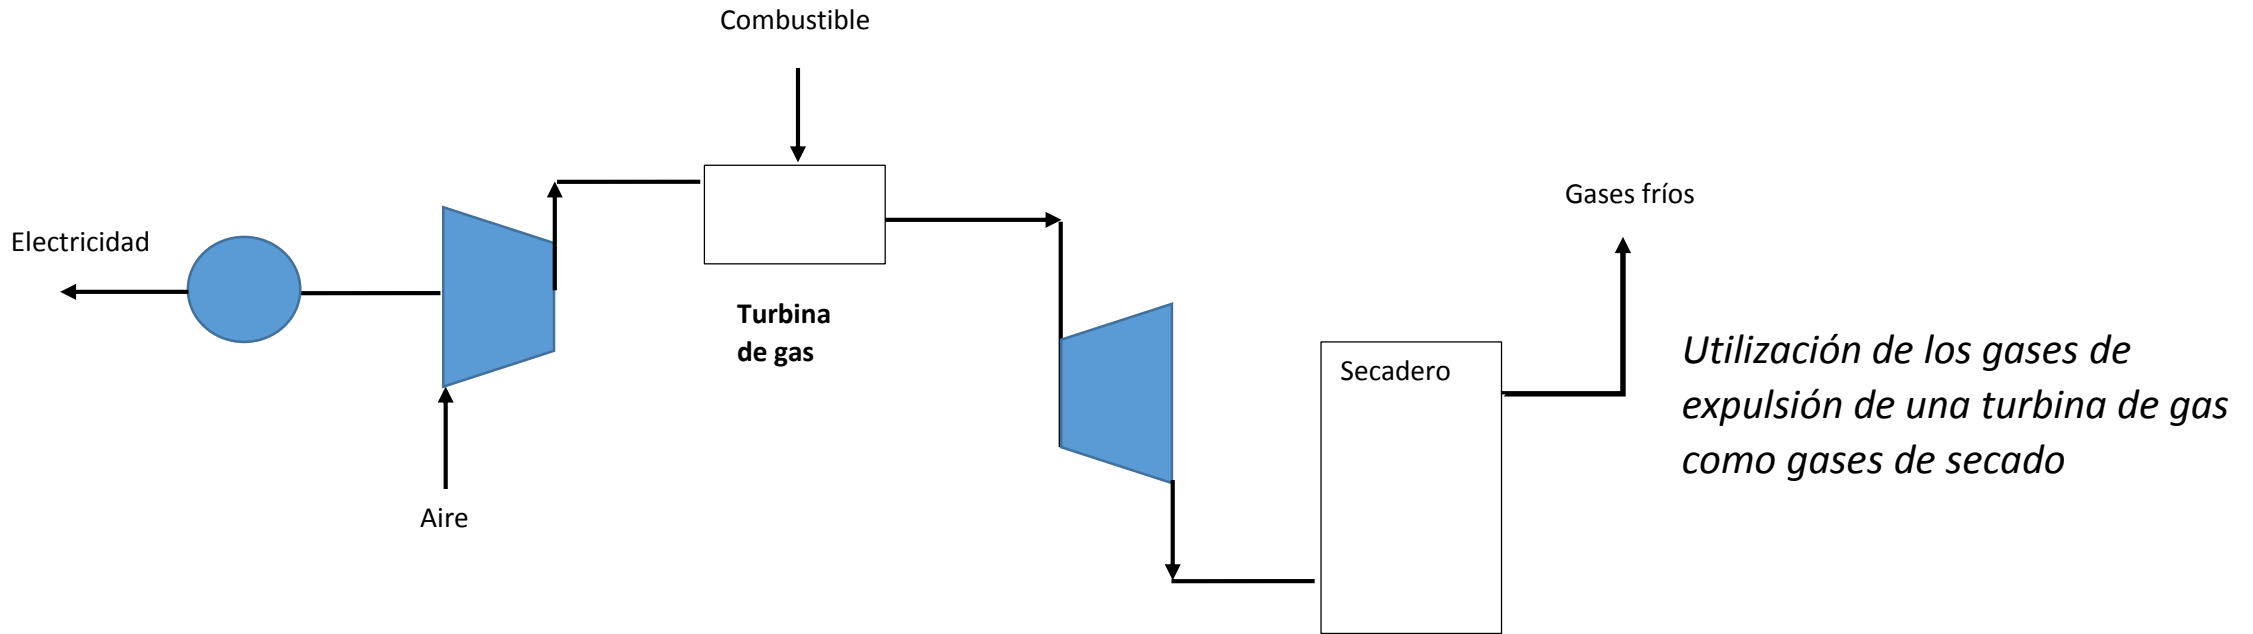 Combustible
Gases fríos
Electricidad
Turbina
de gas
Secadero
Utilización de los gases de
expulsión de una turbina de gas
como gases de secado
Aire